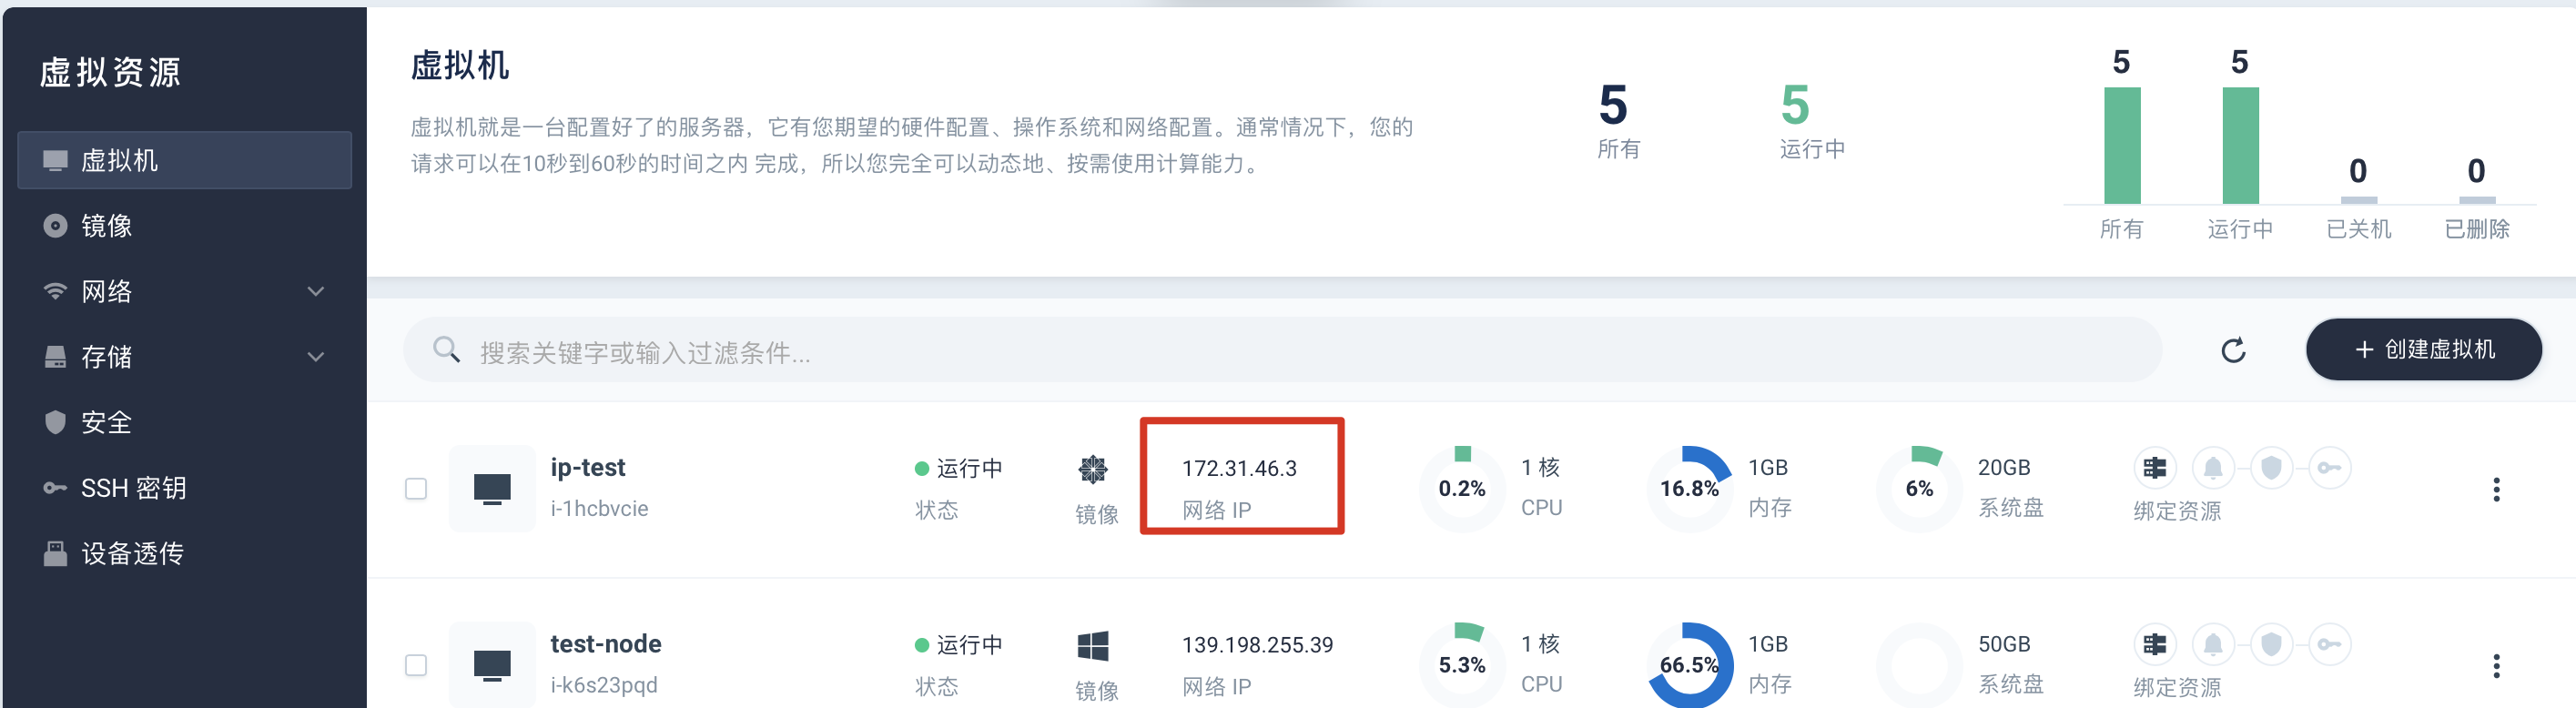 虚拟资源
虚拟机
镜像
网络
存储
安全
SSH 密钥
设备透传
虚拟机
虚拟机就是一台配置好了的服务器，它有您期望的硬件配置、操作系统和网络配置。通常情况下，您的
请求可以在10秒到60秒的时间之内 完成，所以您完全可以动态地、按需使用计算能力。
5
所有
5
运行中
5 5 0 0
所有 运行中 已关机 已删除
搜索关键字或输入过滤条件...
+ 创建虚拟机
ip-test 运行中 172.31.46.3 0.2% 1 核 16.8% 1GB 6% 20GB
i-1hcbvcie 状态 镜像 网络 IP CPU 内存 系统盘 绑定资源
test-node 运行中 139.198.255.39 5.3% 1 核 66.5% 1GB 50GB
i-k6s23pqd 状态 镜像 网络 IP CPU 内存 系统盘 绑定资源